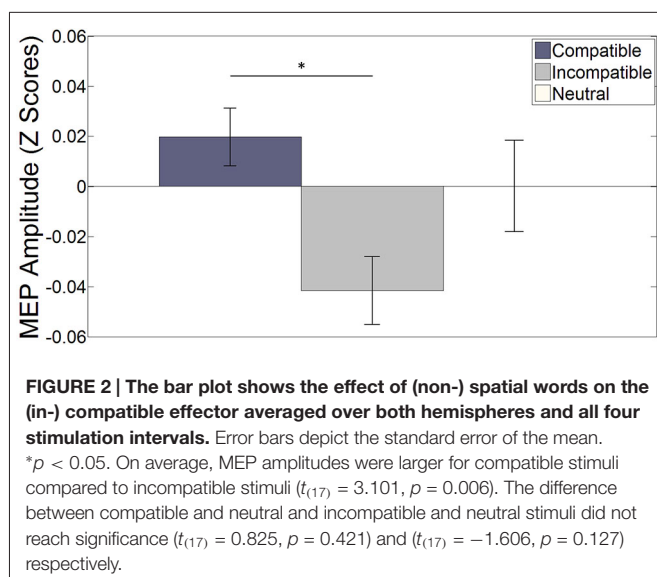 0.06
0.04
0.02
0
-0.02
-0.04
-0.06
MEP Amplitude (Z Scores)
*
Compatible
Incompatible
Neutral
FIGURE 2 | The bar plot shows the effect of (non-) spatial words on the
(in-) compatible effector averaged over both hemispheres and all four
stimulation intervals. Error bars depict the standard error of the mean.
*p < 0.05. On average, MEP amplitudes were larger for compatible stimuli
compared to incompatible stimuli (t(17) = 3.101, p = 0.006). The difference
between compatible and neutral and incompatible and neutral stimuli did not
reach significance (t(17) = 0.825, p = 0.421) and (t(17) = −1.606, p = 0.127)
respectively.